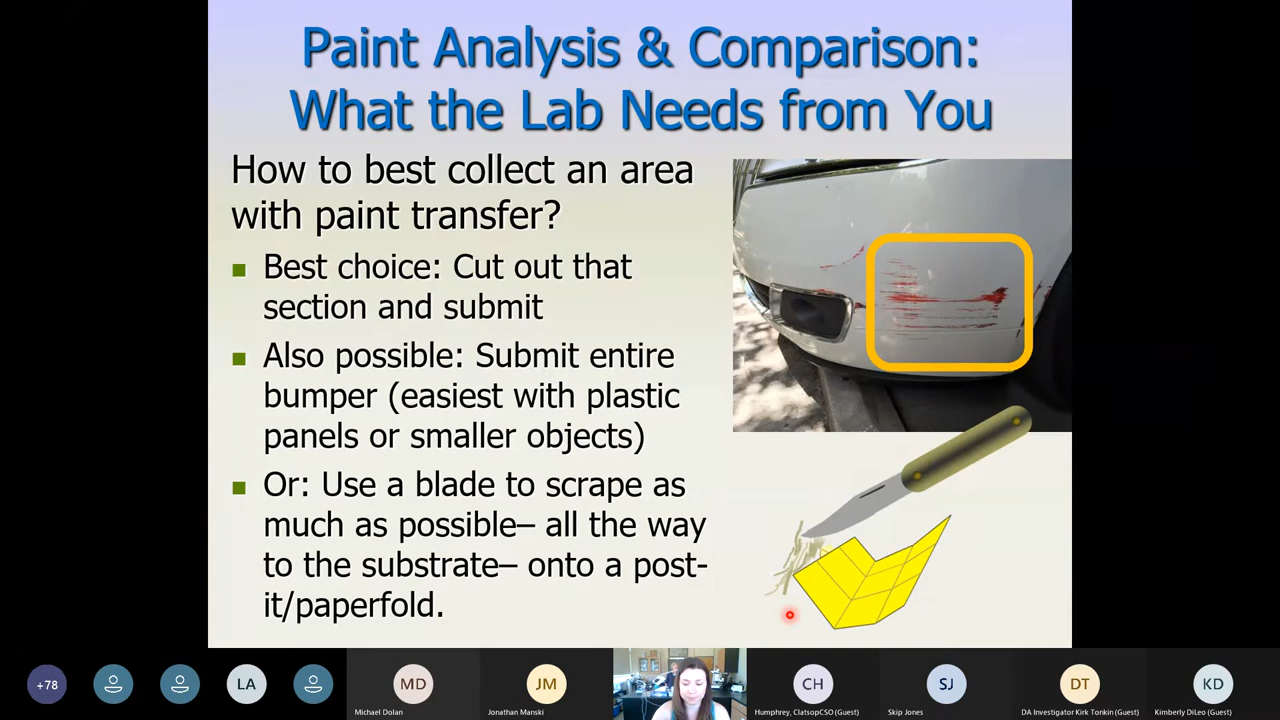 Paint Analysis & Comparison:
What the Lab Needs from You
How to best collect an area
with paint transfer?
Best choice: Cut out that
section and submit
Also possible: Submit entire
bumper (easiest with plastic
panels or smaller objects)
Or: Use a blade to scrape as
much as possible– all the way
to the substrate– onto a post-
it/paperfold.
+78
LA
MD
JM
CH
SJ
DT
KD
Michael Dolan
Jonathan Manski
Humphrey, ClatsopCSO (Guest)
Skip Jones
DA Investigator Kirk Tonkin (Guest)
Kimberly DiLeo (Guest)